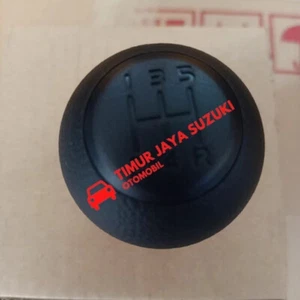 1 3 5
R
TIMUR JAYA SUZUKI
OTOMOBIL